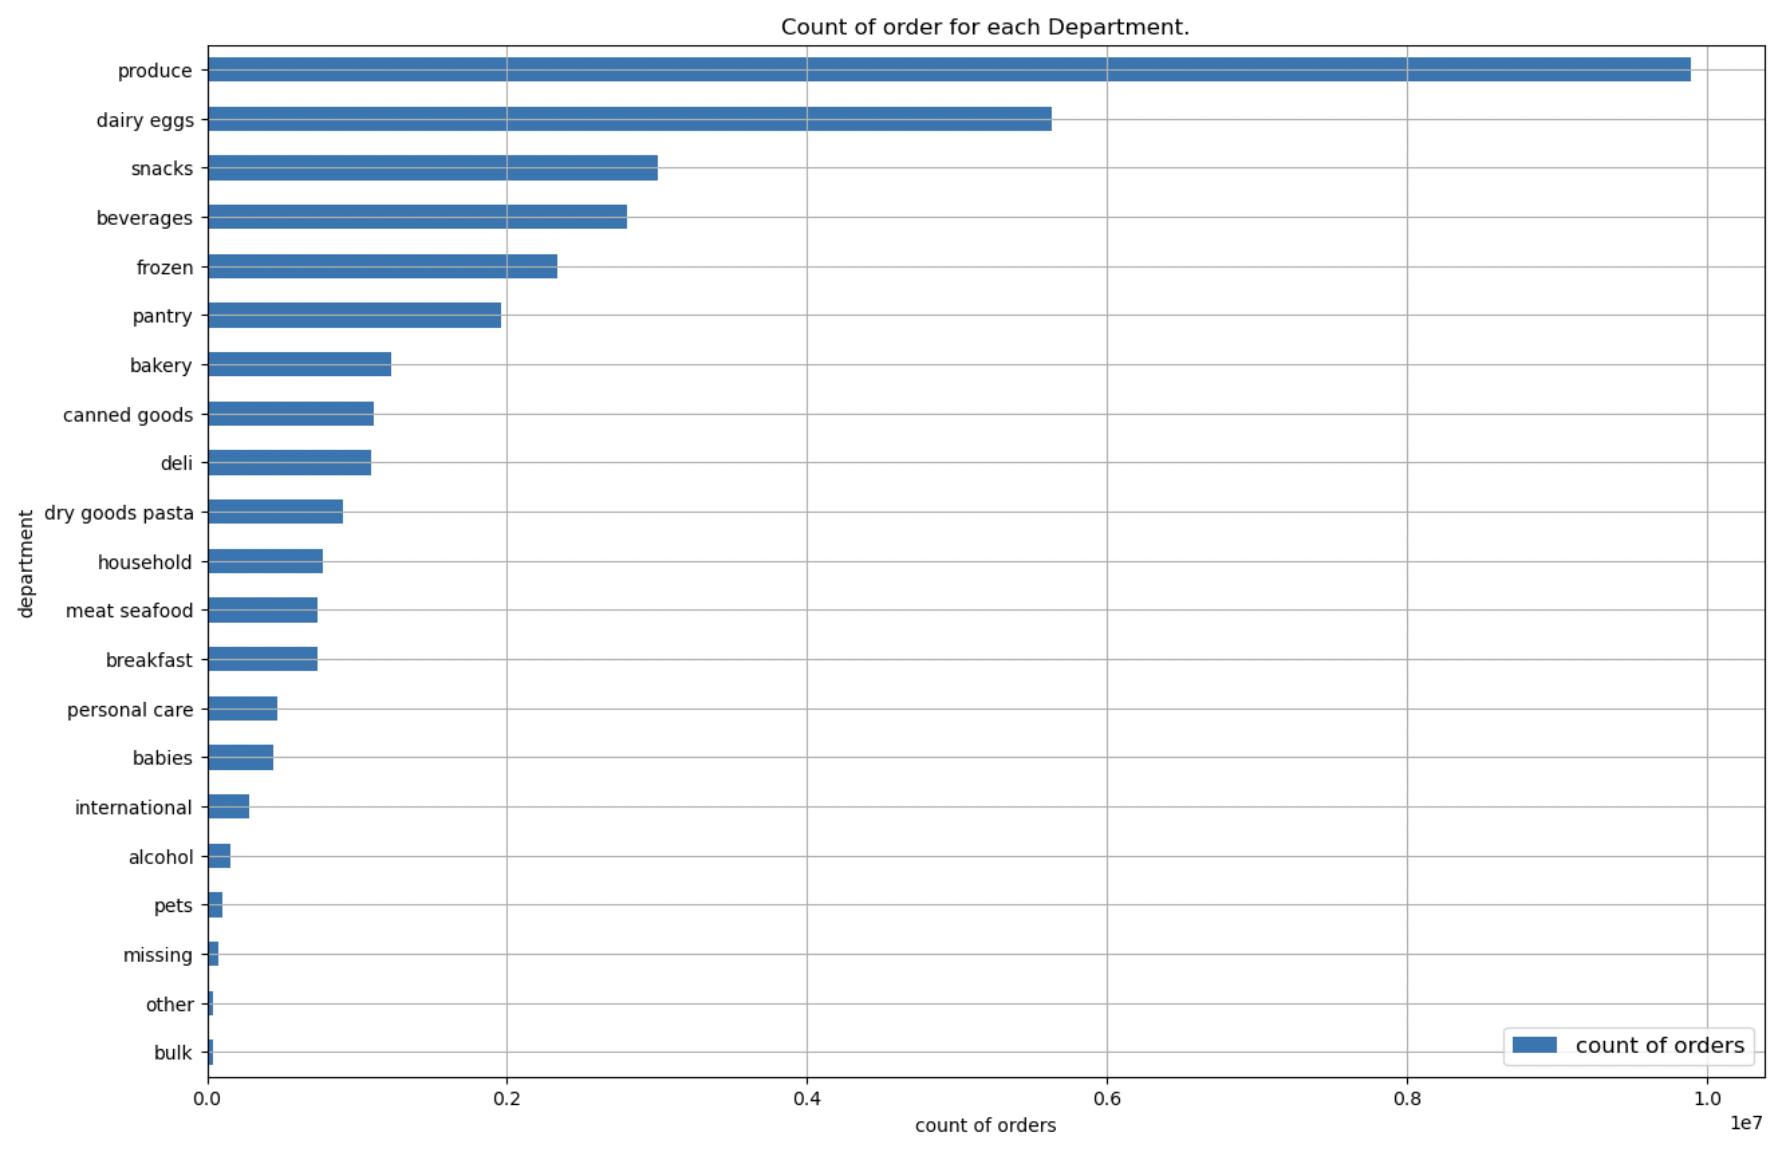 Count of order for each Department.
produce
dairy eggs
snacks
beverages
frozen
pantry
bakery
canned goods
deli
dry goods pasta
household
meat seafood
breakfast
personal care
babies
international
alcohol
pets
missing
other
bulk
department
count of orders
0.0 0.2 0.4 0.6 0.8 1.0
count of orders
1e7